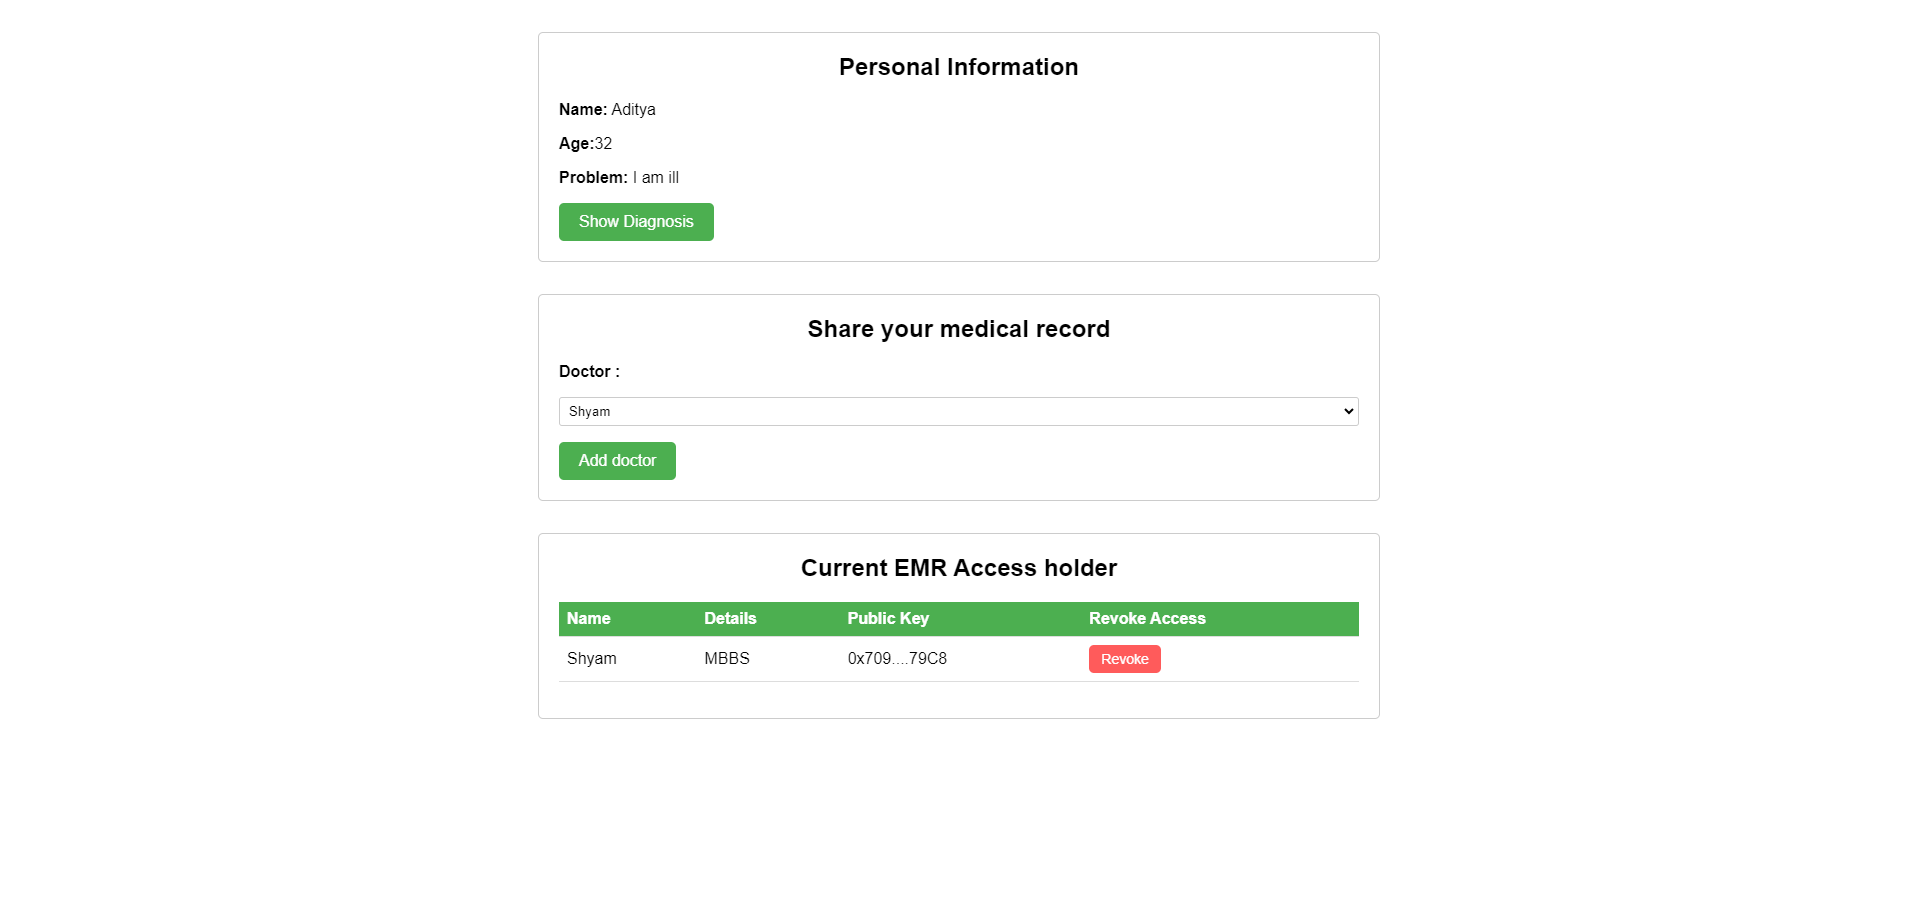 Personal Information
Name: Aditya
Age:32
Problem: I am ill
Show Diagnosis
Share your medical record
Doctor :
Shyam
Add doctor
Current EMR Access holder
Name Details Public Key Revoke Access
Shyam MBBS 0x709....79C8 Revoke